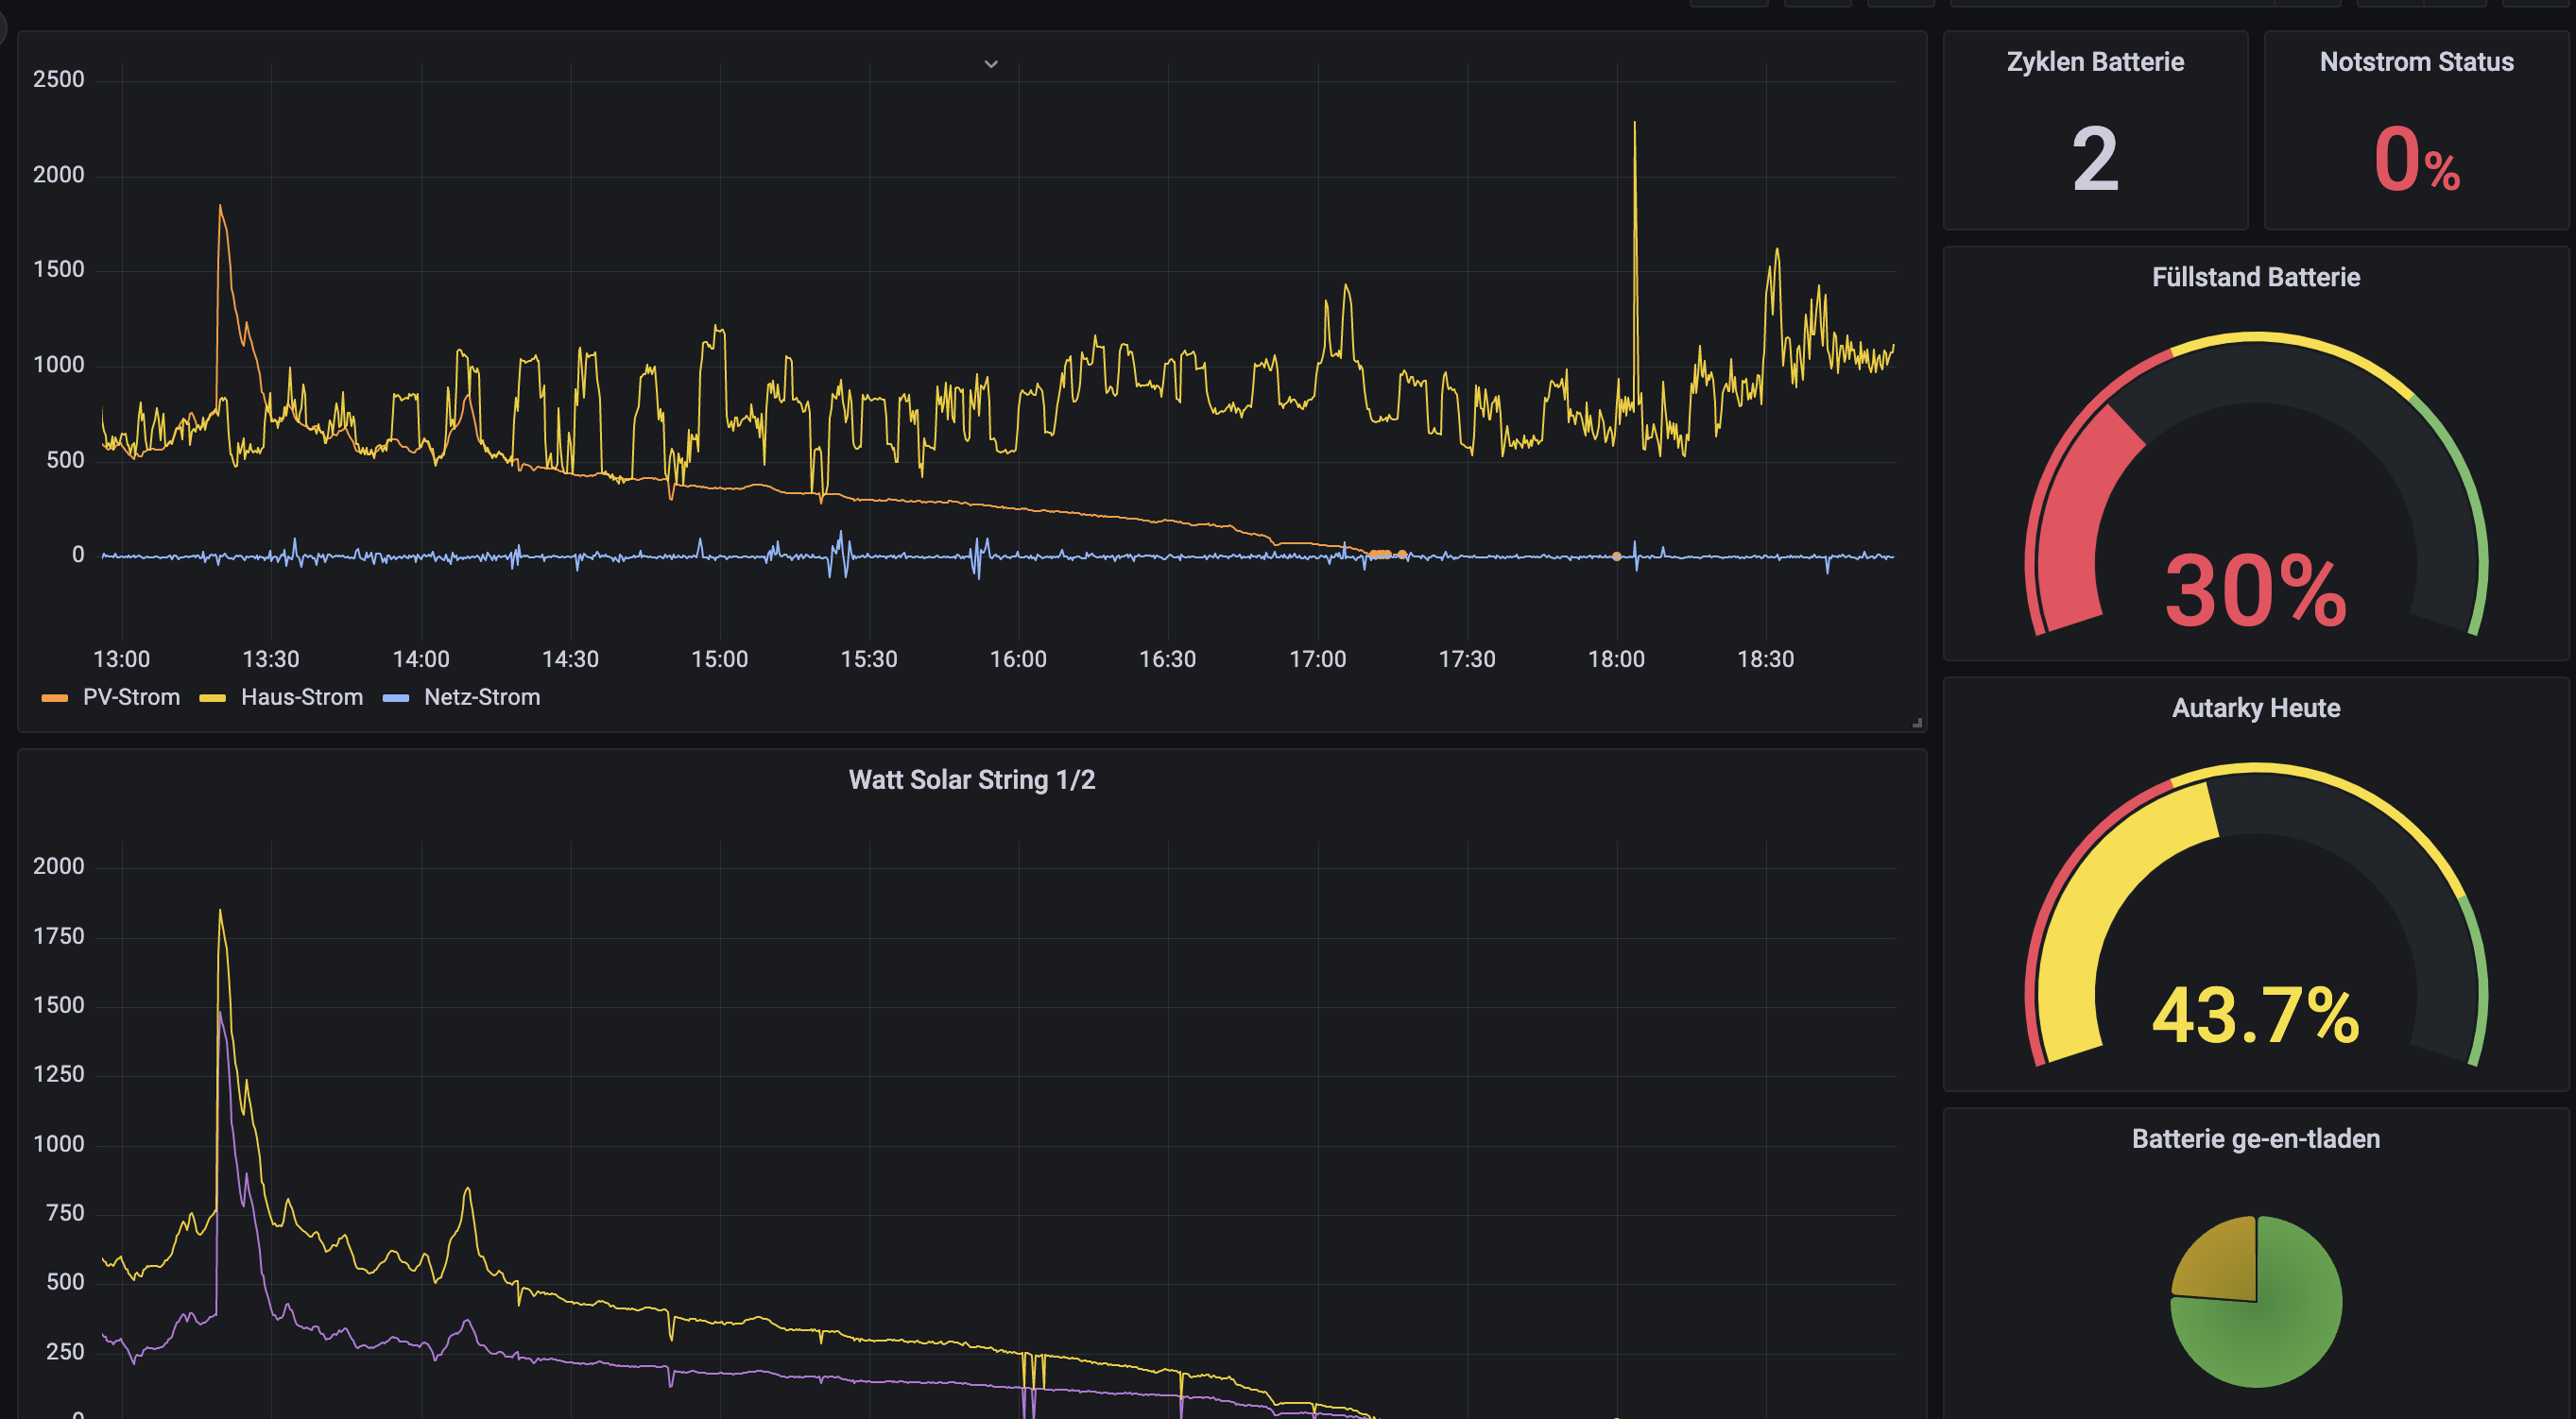 2500
2000
1500
1000
500
0
13:00 13:30 14:00 14:30 15:00 15:30 16:00 16:30 17:00 17:30 18:00 18:30
PV-Strom Haus-Strom Netz-Strom
Watt Solar String 1/2
2000
1750
1500
1250
1000
750
500
250
Zyklen Batterie
2
Notstrom Status
0%
Füllstand Batterie
30%
Autarky Heute
43.7%
Batterie ge-en-tladen